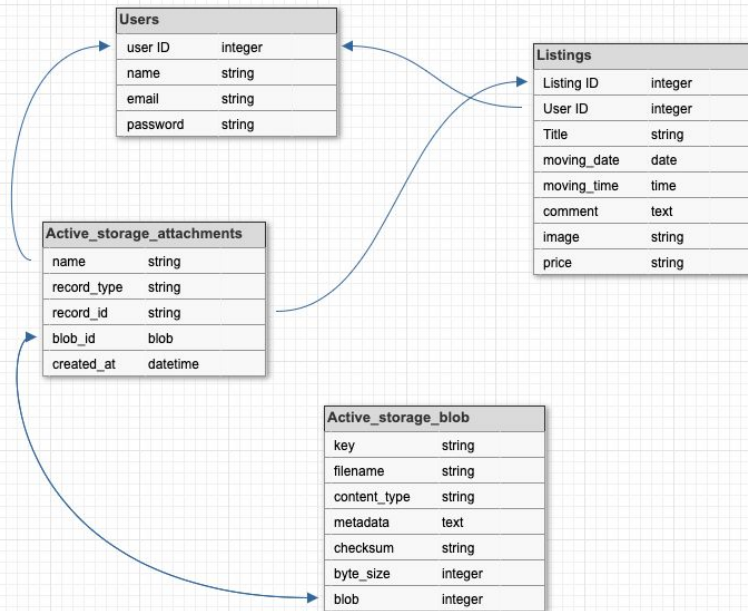 Users
user ID integer
name string
email string
password string
Listings
Listing ID integer
User ID integer
Title string
moving_date date
moving_time time
comment text
image string
price string
Active_storage_attachments
name string
record_type string
record_id string
blob_id blob
created_at datetime
Active_storage_blob
key string
filename string
content_type string
metadata text
checksum string
byte_size integer
blob integer